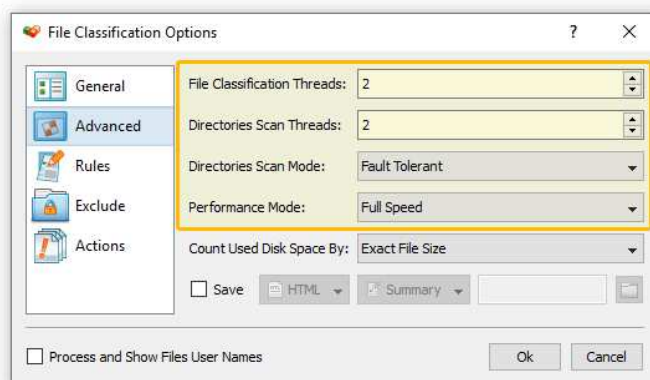 File Classification Options
General
Advanced
Rules
Exclude
Actions
File Classification Threads: 2
Directories Scan Threads: 2
Directories Scan Mode: Fault Tolerant
Performance Mode: Full Speed
Count Used Disk Space By: Exact File Size
Save HTML Summary
Process and Show Files User Names
Ok Cancel